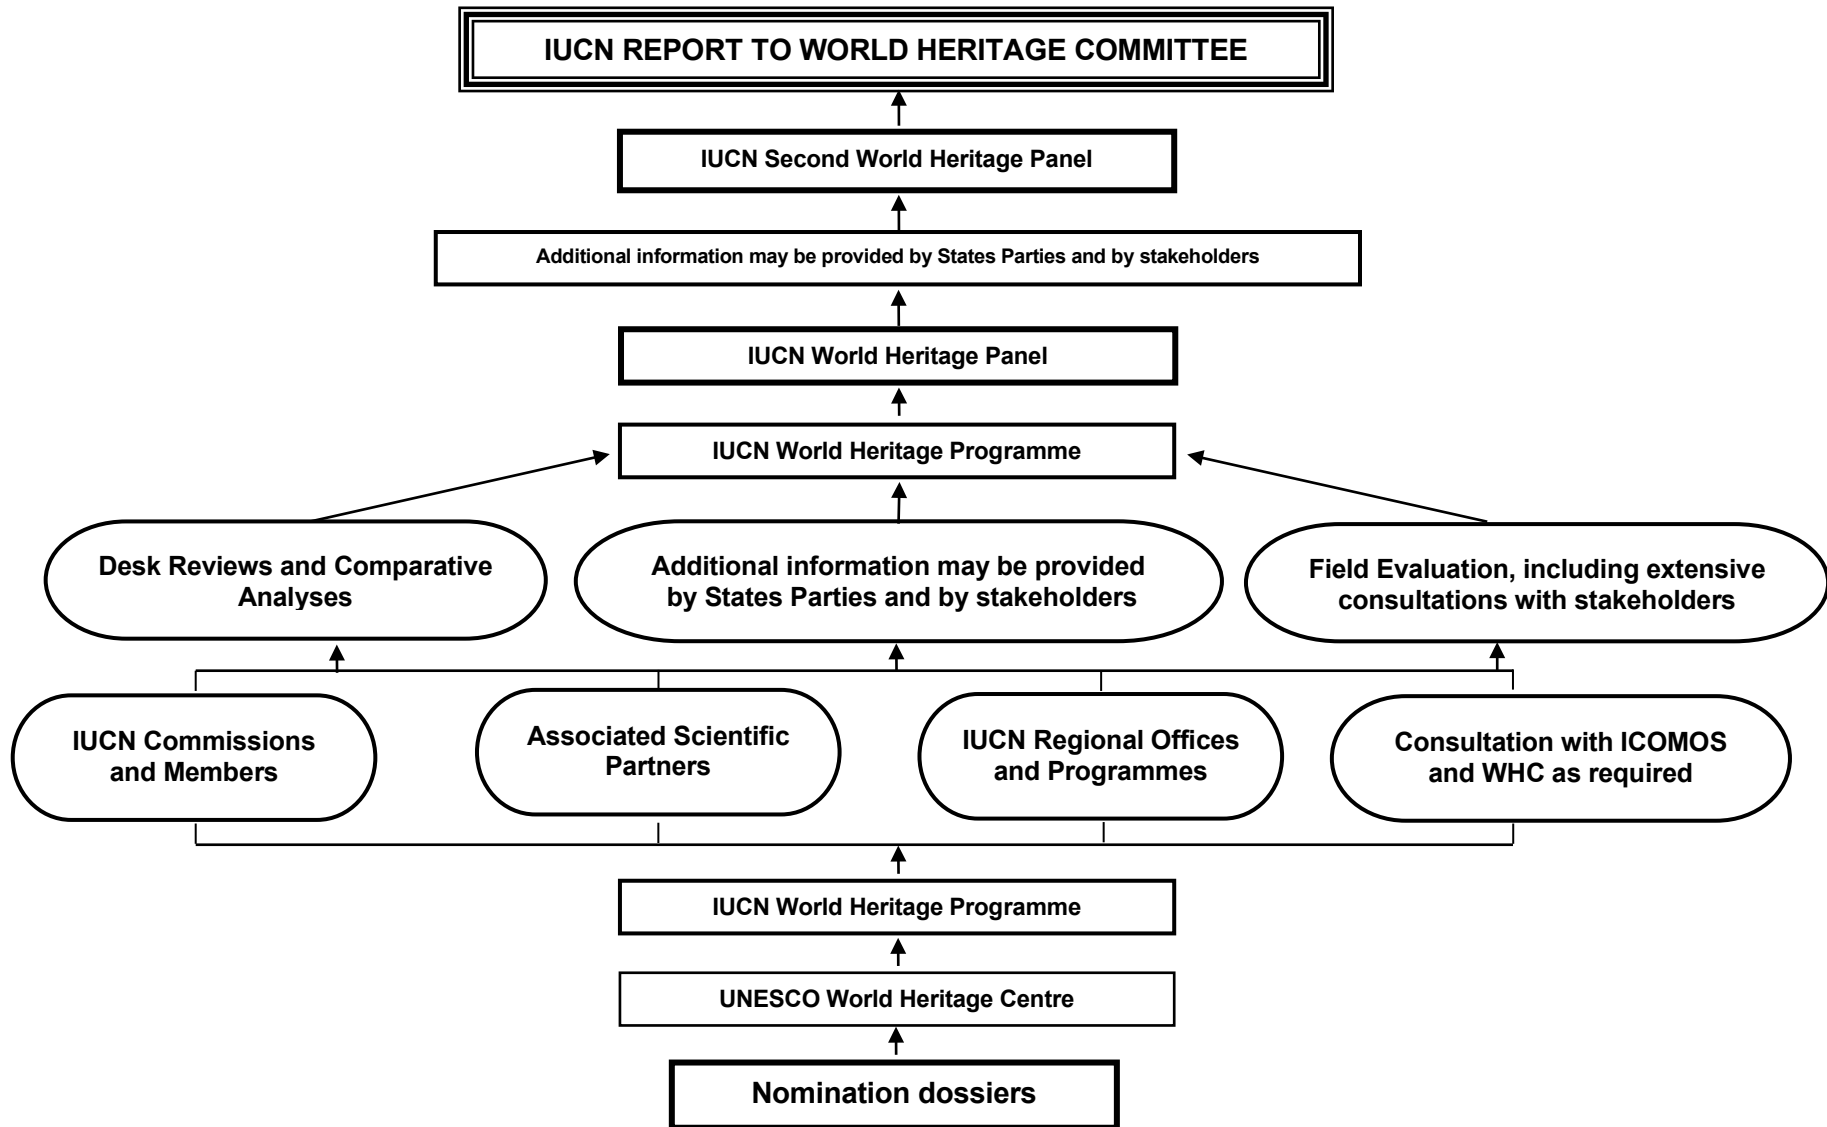 IUCN REPORT TO WORLD HERITAGE COMMITTEE
IUCN Second World Heritage Panel
Additional information may be provided by States Parties and by stakeholders
IUCN World Heritage Panel
IUCN World Heritage Programme
Desk Reviews and Comparative
Analyses
Additional information may be provided
by States Parties and by stakeholders
Field Evaluation, including extensive
consultations with stakeholders
IUCN Commissions
and Members
Associated Scientific
Partners
IUCN Regional Offices
and Programmes
Consultation with ICOMOS
and WHC as required
IUCN World Heritage Programme
UNESCO World Heritage Centre
Nomination dossiers